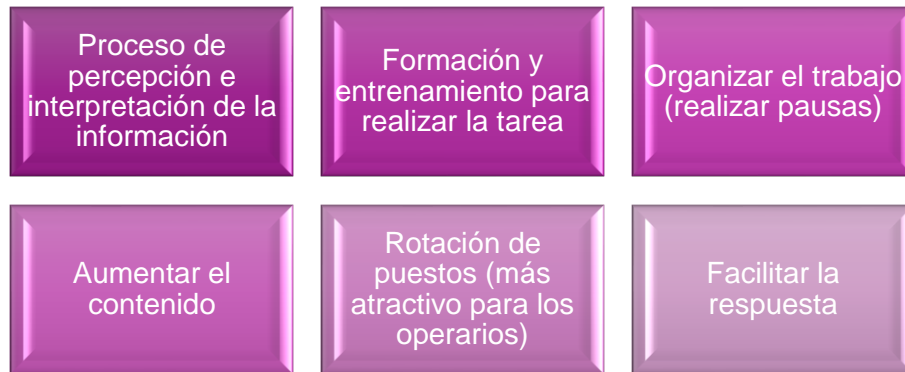 Proceso de
percepción e
interpretación de la
información
Formación y
entrenamiento para
realizar la tarea
Organizar el trabajo
(realizar pausas)
Aumentar el
contenido
Rotación de
puestos (más
atractivo para los
operarios)
Facilitar la
respuesta